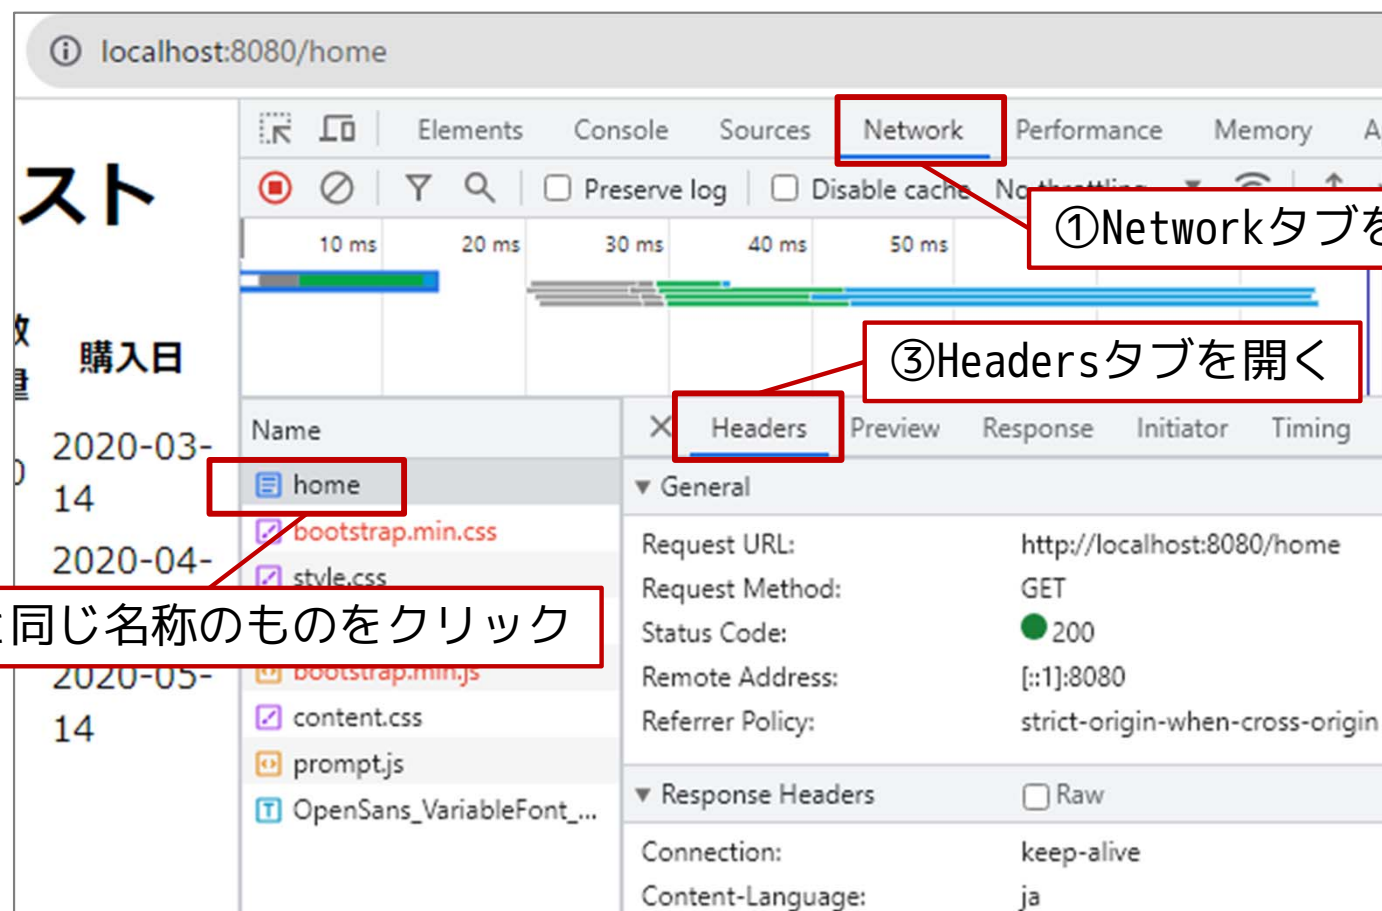 localhost:8080/home
Elements Console Sources Network Performance Memory
Preserve log Disable cache No throttling
①Networkタブを
10 ms 20 ms 30 ms 40 ms 50 ms
スト
③Headersタブを開く
購入日
Name
Headers Preview Response Initiator Timing
2020-03-
14
home
General
bootstrap.min.css
Request URL: http://localhost:8080/home
2020-04-
style.css
Request Method: GET
同じ名称のものをクリック
Status Code: 200
2020-05-
14
bootstrap.min.js
Remote Address: [::1]:8080
content.css
Referrer Policy: strict-origin-when-cross-origin
prompt.js
Response Headers Raw
OpenSans_VariableFont_...
Connection: keep-alive
Content-Language: ja